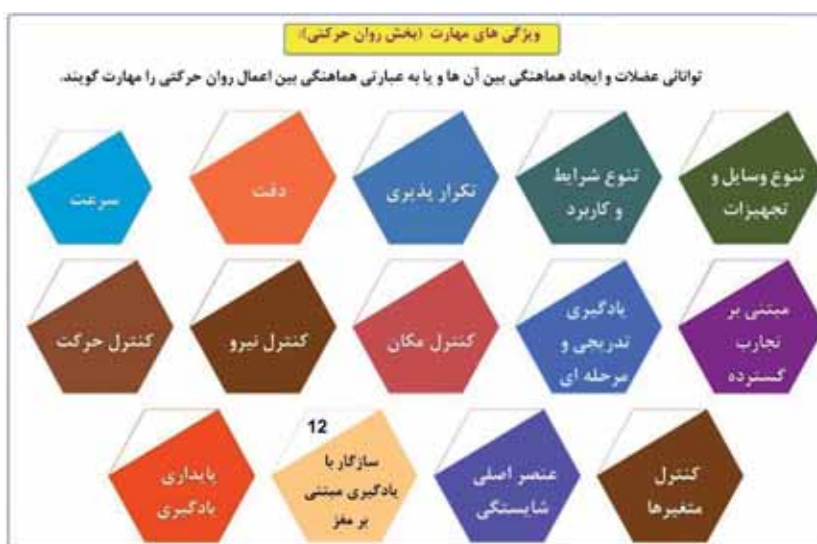 ویژگی های مهارت (بخش روان حرکتی):
توانائی عضلات و ایجاد هماهنگی بین آن ها و یا به عبارتی هماهنگی بین اعمال روان حرکتی را مهارت گویند.
تنوع وسایل و
تجهیزات
تنوع شرایط
و کاربرد
تکرار پذیری
دقت
سرعت
مبتنی بر
تجارب
گسترده
یادگیری
تدریجی و
مرحله ای
کنترل مکان
کنترل نیرو
کنترل حرکت
کنترل
متغیرها
عنصر اصلی
شایستگی
12
سازگار با
یادگیری مبتنی
بر مغز
پایداری
یادگیری